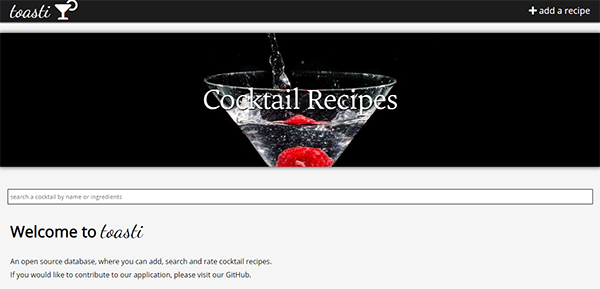 toasti
+ add a recipe
Cocktail Recipes
search a cocktail by name or ingredients
Welcome to toasti
An open source database, where you can add, search and rate cocktail recipes.
If you would like to contribute to our application, please visit our GitHub.